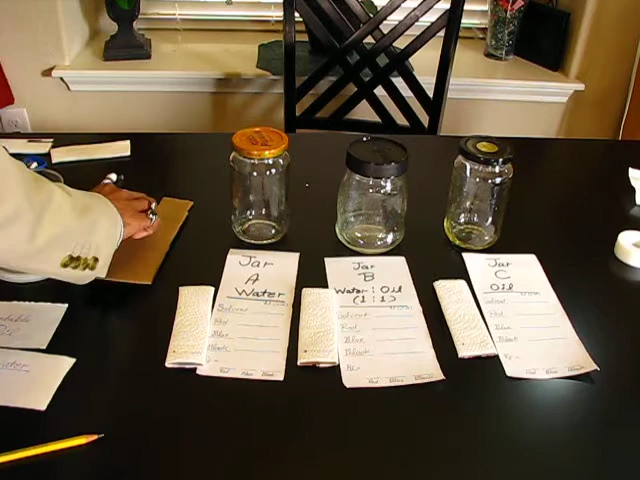 Jar
A
Water
Solvent
Red
Blue
Black
Red Blue Black
Jar
B
Water : Oil
(1 : 1)
Solvent
Red
Blue
Black
Red Blue Black
Jar
C
Oil
Solvent
Red
Blue
Black
Red Blue Black
Oil
Water